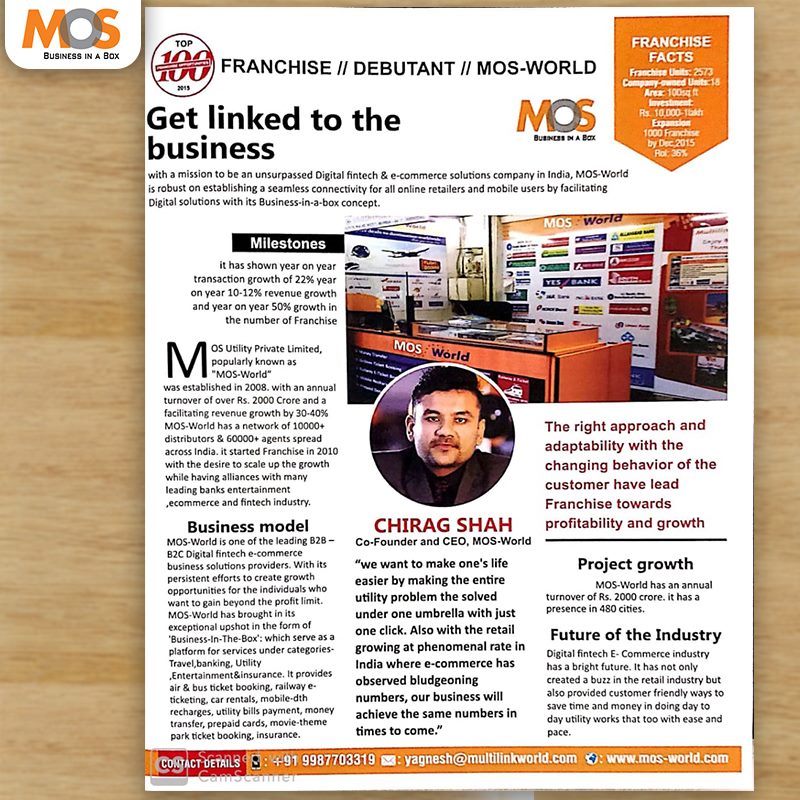 MOS
BUSINESS IN A BOX
TOP
100
FRANCHISE OPPORTUNITIES
2015
FRANCHISE // DEBUTANT // MOS-WORLD
Get linked to the
business
with a mission to be an unsurpassed Digital fintech & e-commerce solutions company in India, MOS-World
is robust on establishing a seamless connectivity for all online retailers and mobile users by facilitating
Digital solutions with its Business-in-a-box concept.
MOS
BUSINESS IN A BOX
FRANCHISE
FACTS
Franchise Units: 2573
Company-owned Units:18
Area: 100sq ft
Investment:
Rs. 10,000-1lakh
Expansion
1000 Franchise
by Dec,2015
RoI: 36%
Milestones
it has shown year on year
transaction growth of 22% year
on year 10-12% revenue growth
and year on year 50% growth in
the number of Franchise
MOS World
ALLAHABAD BANK
YES BANK
MOS World
MOS Utility Private Limited,
popularly known as
"MOS-World"
was established in 2008. with an annual
turnover of over Rs. 2000 Crore and a
facilitating revenue growth by 30-40%
MOS-World has a network of 10000+
distributors & 60000+ agents spread
across India. it started Franchise in 2010
with the desire to scale up the growth
while having alliances with many
leading banks entertainment
,ecommerce and fintech industry.
Business model
MOS-World is one of the leading B2B –
B2C Digital fintech e-commerce
business solutions providers. With its
persistent efforts to create growth
opportunities for the individuals who
want to gain beyond the profit limit.
MOS-World has brought in its
exceptional upshot in the form of
'Business-In-The-Box': which serve as a
platform for services under categories-
Travel,banking, Utility
,Entertainment&insurance. It provides
air & bus ticket booking, railway e-
ticketing, car rentals, mobile-dth
recharges, utility bills payment, money
transfer, prepaid cards, movie-theme
park ticket booking, insurance.
CHIRAG SHAH
Co-Founder and CEO, MOS-World
“we want to make one's life
easier by making the entire
utility problem the solved
under one umbrella with just
one click. Also with the retail
growing at phenomenal rate in
India where e-commerce has
observed bludgeoning
numbers, our business will
achieve the same numbers in
times to come.”
The right approach and
adaptability with the
changing behavior of the
customer have lead
Franchise towards
profitability and growth
Project growth
MOS-World has an annual
turnover of Rs. 2000 crore. it has a
presence in 480 cities.
Future of the Industry
Digital fintech E- Commerce industry
has a bright future. It has not only
created a buzz in the retail industry but
also provided customer friendly ways to
save time and money in doing day to
day utility works that too with ease and
pace.
CONTACT DETAILS : +91 9987703319 : yagnesh@multilinkworld.com : www.mos-world.com
CS Scanned with
CamScanner